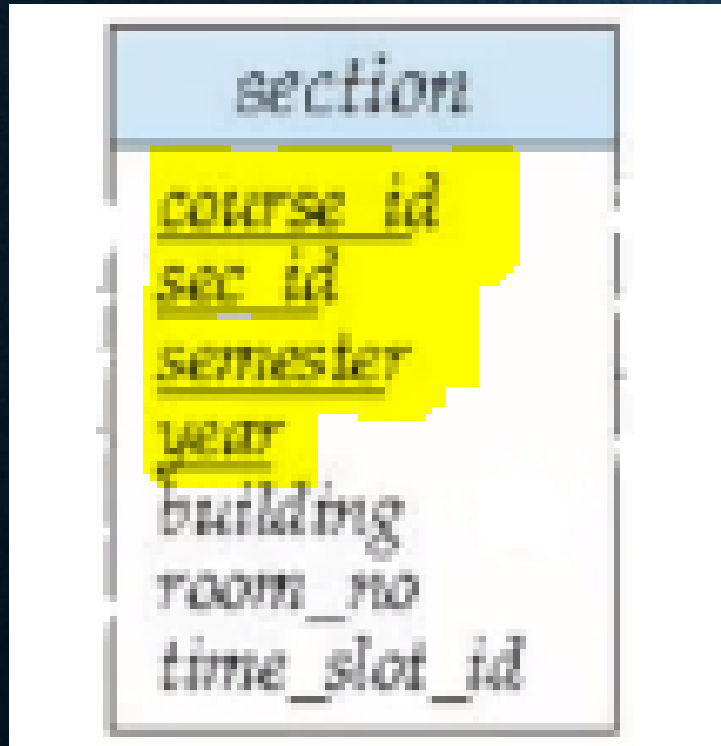 section
course_id
sec_id
semester
year
building
room_no
time_slot_id